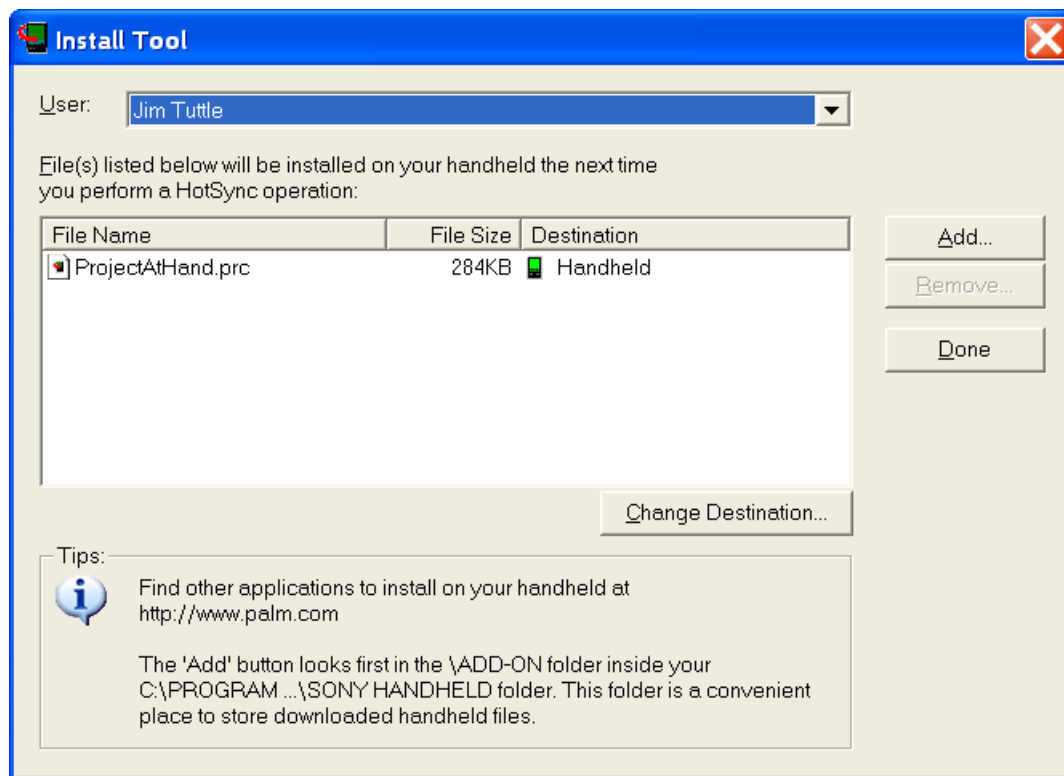 Install Tool
User: Jim Tuttle
File(s) listed below will be installed on your handheld the next time
you perform a HotSync operation:
File Name File Size Destination
Add...
ProjectAtHand.prc 284KB Handheld
Remove...
Done
Change Destination...
Tips:
Find other applications to install on your handheld at
http://www.palm.com
The 'Add' button looks first in the \ADD-ON folder inside your
C:\PROGRAM ...\SONY HANDHELD folder. This folder is a convenient
place to store downloaded handheld files.